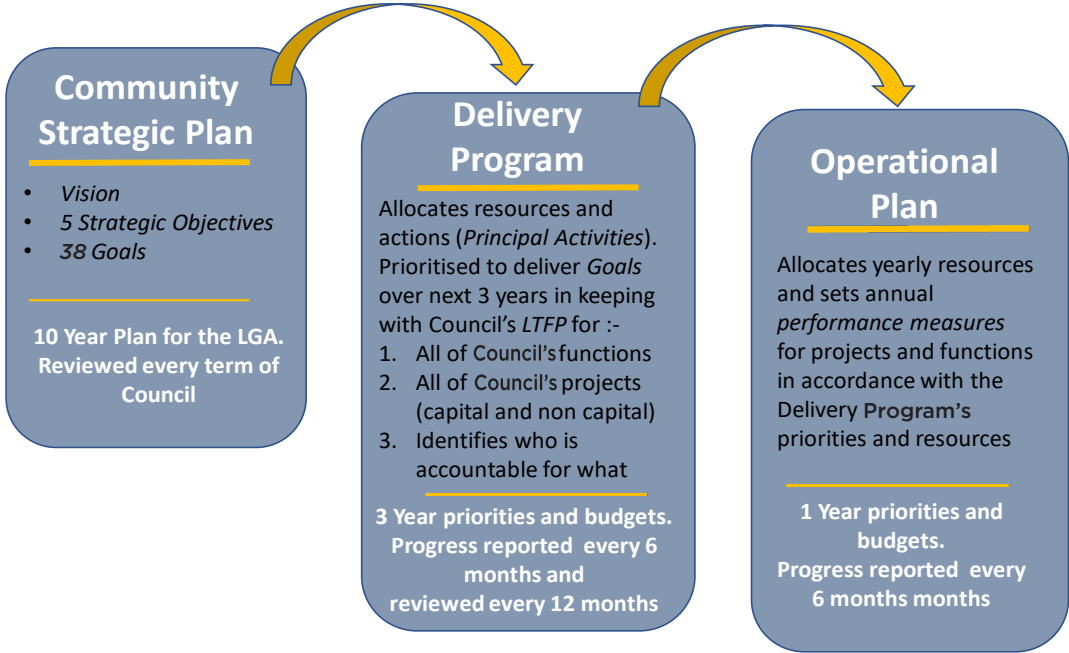 Community
Strategic Plan
• Vision
• 5 Strategic Objectives
• 38 Goals
10 Year Plan for the LGA.
Reviewed every term of
Council
Delivery
Program
Allocates resources and
actions (Principal Activities).
Prioritised to deliver Goals
over next 3 years in keeping
with Council’s LTFP for :-
1. All of Council’s functions
2. All of Council’s projects
(capital and non capital)
3. Identifies who is
accountable for what
3 Year priorities and budgets.
Progress reported every 6
months and
reviewed every 12 months
Operational
Plan
Allocates yearly resources
and sets annual
performance measures
for projects and functions
in accordance with the
Delivery Program’s
priorities and resources
1 Year priorities and
budgets.
Progress reported every
6 months months